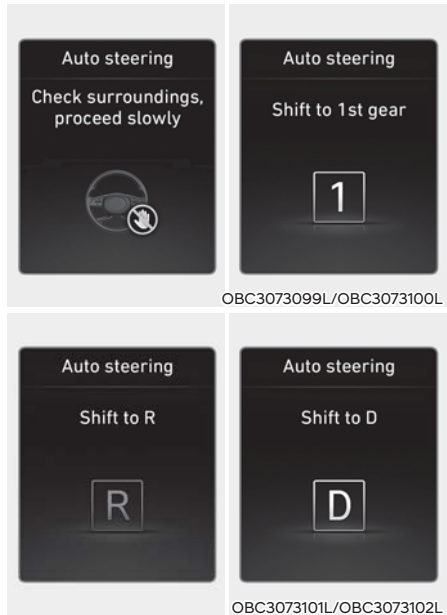 Auto steering
Check surroundings,
proceed slowly
Auto steering
Shift to 1st gear
1
OBC3073099L/OBC3073100L
Auto steering
Shift to R
R
Auto steering
Shift to D
D
OBC3073101L/OBC3073102L